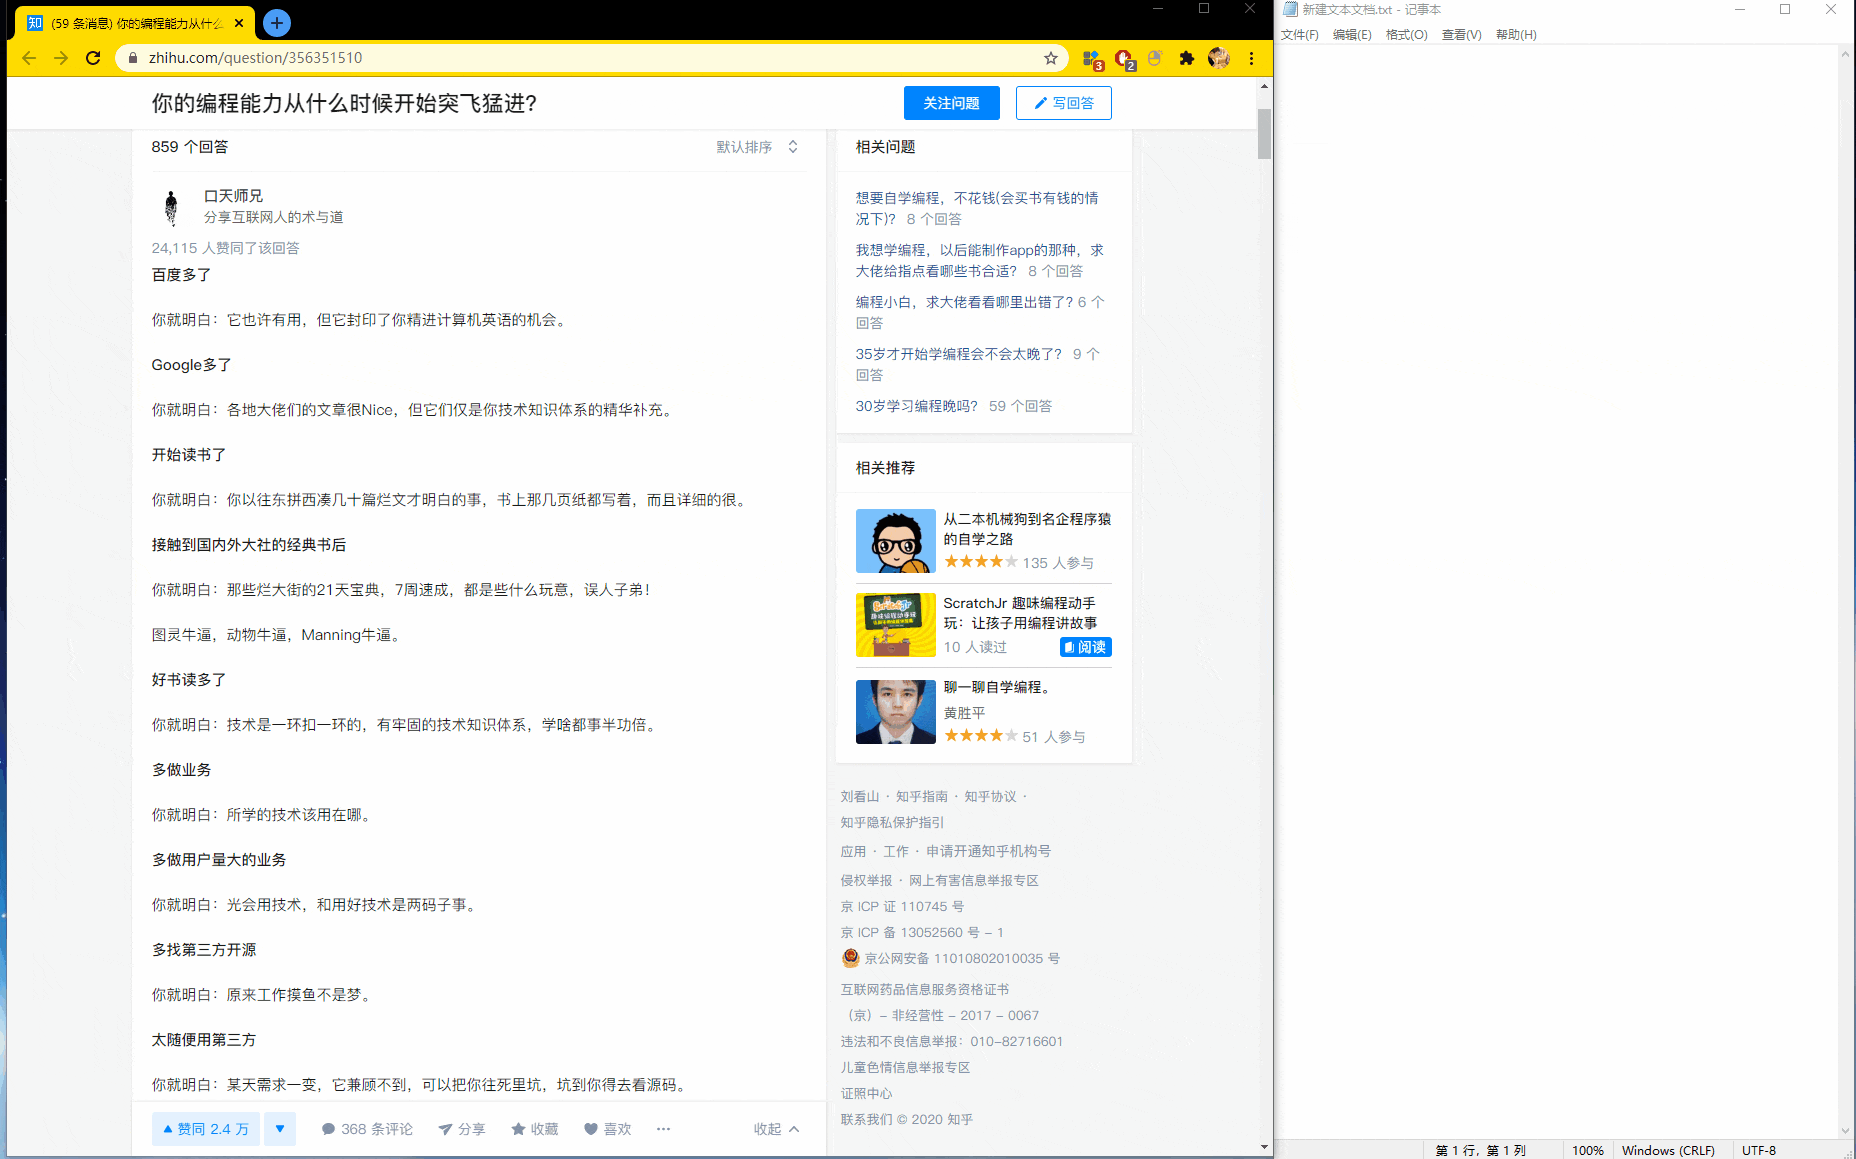 (59 条消息) 你的编程能力从什么
zhihu.com/question/356351510
3
2
你的编程能力从什么时候开始突飞猛进?
关注问题
写回答
859 个回答
默认排序
口天师兄
分享互联网人的术与道
24,115 人赞同了该回答
百度多了
你就明白：它也许有用，但它封印了你精进计算机英语的机会。
Google多了
你就明白：各地大佬们的文章很Nice，但它们仅是你技术知识体系的精华补充。
开始读书了
你就明白：你以往东拼西凑几十篇烂文才明白的事，书上那几页纸都写着，而且详细的很。
接触到国内外大社的经典书后
你就明白：那些烂大街的21天宝典，7周速成，都是些什么玩意，误人子弟！
图灵牛逼，动物牛逼，Manning牛逼。
好书读多了
你就明白：技术是一环扣一环的，有牢固的技术知识体系，学啥都事半功倍。
多做业务
你就明白：所学的技术该用在哪。
多做用户量大的业务
你就明白：光会用技术，和用好技术是两码子事。
多找第三方开源
你就明白：原来工作摸鱼不是梦。
太随便用第三方
你就明白：某天需求一变，它兼顾不到，可以把你往死里坑，坑到你得去看源码。
赞同 2.4 万
368 条评论
分享
收藏
喜欢
收起
相关问题
想要自学编程，不花钱(会买书有钱的情
况下)？ 8 个回答
我想学编程，以后能制作app的那种，求
大佬给指点看哪些书合适？ 8 个回答
编程小白，求大佬看看哪里出错了? 6 个
回答
35岁才开始学编程会不会太晚了？ 9 个
回答
30岁学习编程晚吗？ 59 个回答
相关推荐
从二本机械狗到名企程序猿
的自学之路
135 人参与
ScratchJr 趣味编程动手
玩：让孩子用编程讲故事
10 人读过
阅读
聊一聊自学编程。
黄胜平
51 人参与
刘看山 · 知乎指南 · 知乎协议 ·
知乎隐私保护指引
应用 · 工作 · 申请开通知乎机构号
侵权举报 · 网上有害信息举报专区
京 ICP 证 110745 号
京 ICP 备 13052560 号 - 1
京公网安备 11010802010035 号
互联网药品信息服务资格证书
（京）- 非经营性 - 2017 - 0067
违法和不良信息举报：010-82716601
儿童色情信息举报专区
证照中心
联系我们 © 2020 知乎
新建文本文档.txt - 记事本
文件(F) 编辑(E) 格式(O) 查看(V) 帮助(H)
第 1 行，第 1 列
100%
Windows (CRLF)
UTF-8